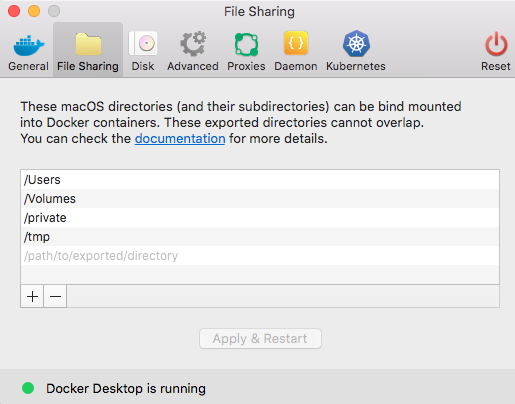 File Sharing
General File Sharing Disk Advanced Proxies Daemon Kubernetes Reset
These macOS directories (and their subdirectories) can be bind mounted
into Docker containers. These exported directories cannot overlap.
You can check the documentation for more details.
/Users
/Volumes
/private
/tmp
/path/to/exported/directory
Apply & Restart
Docker Desktop is running